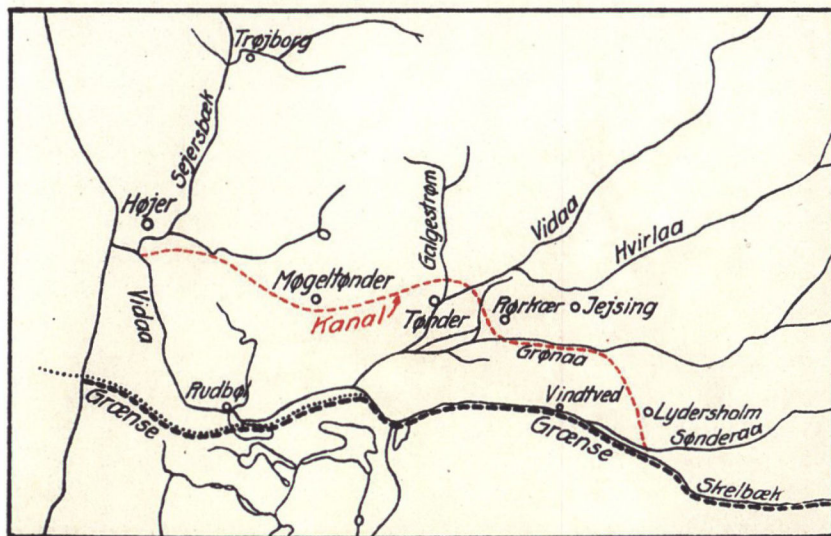 Trøjborg
Sejersbæk
Højer
Galgestrøm
Vidaa
Hvirlaa
Møgeltønder
Kanal
Tønder
Rørkær
Jejsing
Vidaa
Grønaa
Rudbøl
Grænse
Vindtved
Lydersholm
Grænse
Sønderaa
Skelbæk